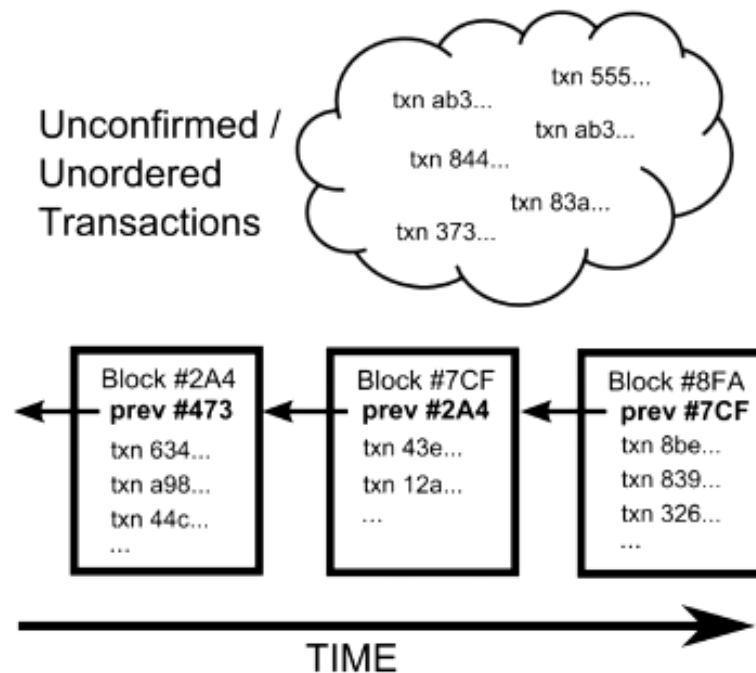 Unconfirmed /
Unordered
Transactions
txn 555...
txn ab3...
txn ab3...
txn 844...
txn 83a...
txn 373...
Block #2A4
prev #473
txn 634...
txn a98...
txn 44c...
...
Block #7CF
prev #2A4
txn 43e...
txn 12a...
...
Block #8FA
prev #7CF
txn 8be...
txn 839...
txn 326...
...
TIME